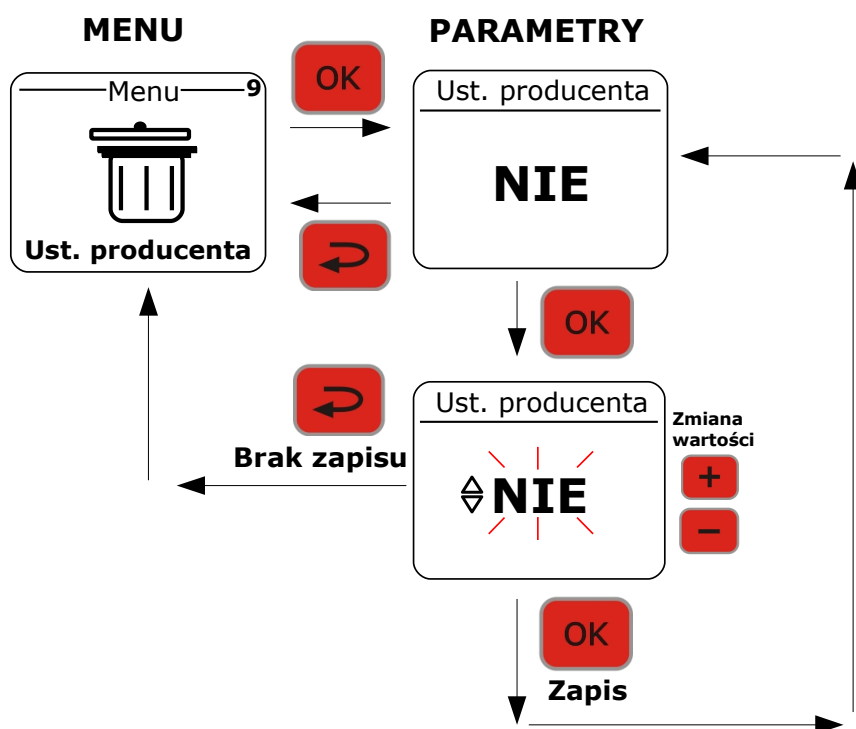 MENU
PARAMETRY
Menu
9
Ust. producenta
OK
Ust. producenta
NIE
OK
Brak zapisu
Ust. producenta
NIE
Zmiana
wartości
+
−
OK
Zapis